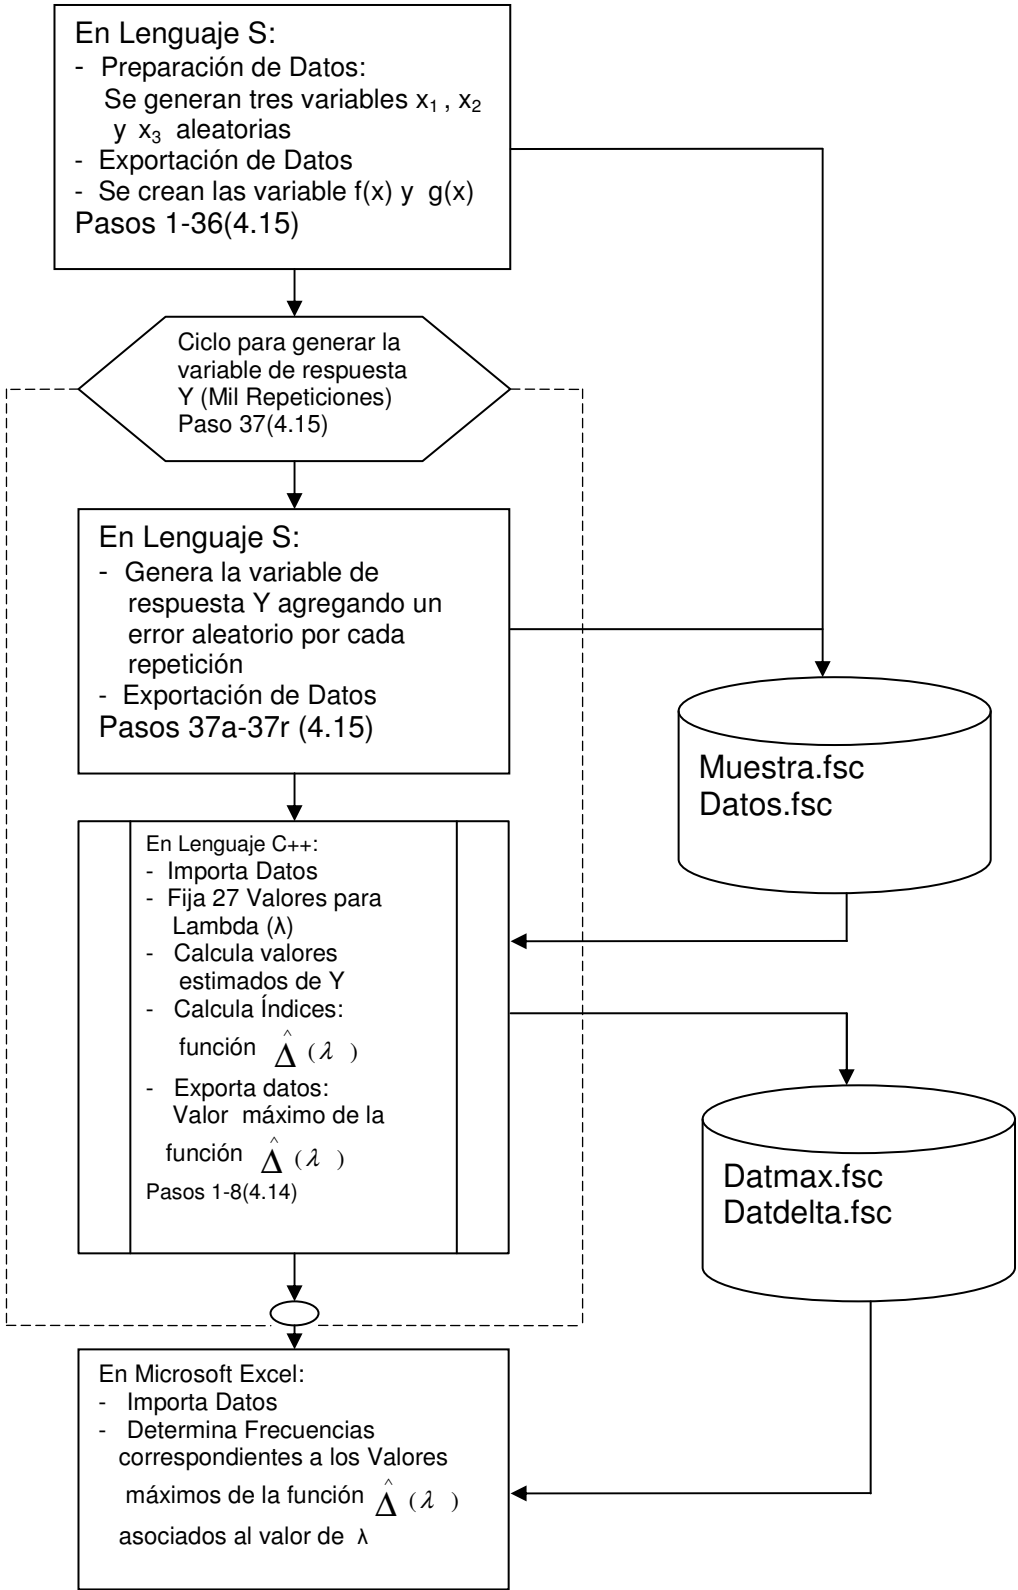 En Lenguaje S:
- Preparación de Datos:
Se generan tres variables x₁ , x₂
y x₃ aleatorias
- Exportación de Datos
- Se crean las variable f(x) y g(x)
Pasos 1-36(4.15)
Ciclo para generar la
variable de respuesta
Y (Mil Repeticiones)
Paso 37(4.15)
En Lenguaje S:
- Genera la variable de
respuesta Y agregando un
error aleatorio por cada
repetición
- Exportación de Datos
Pasos 37a-37r (4.15)
Muestra.fsc
Datos.fsc
En Lenguaje C++:
- Importa Datos
- Fija 27 Valores para
Lambda (λ)
- Calcula valores
estimados de Y
- Calcula Índices:
función Δ̂ (λ )
- Exporta datos:
Valor máximo de la
función Δ̂ (λ )
Pasos 1-8(4.14)
Datmax.fsc
Datdelta.fsc
En Microsoft Excel:
- Importa Datos
- Determina Frecuencias
correspondientes a los Valores
máximos de la función Δ̂ (λ )
asociados al valor de λ